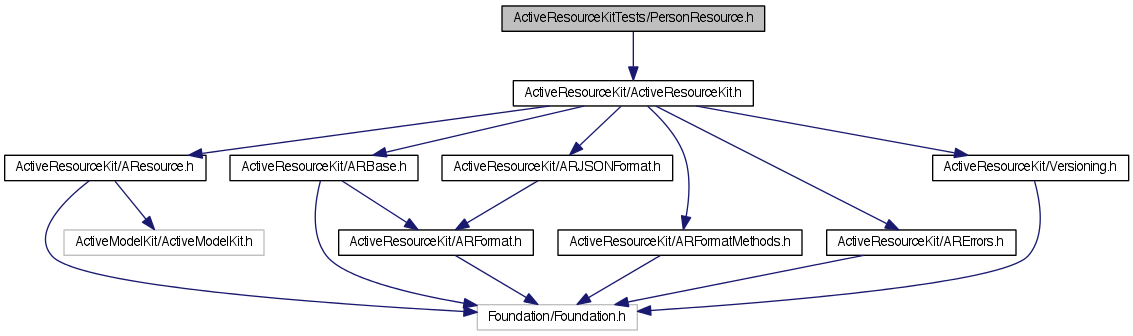 ActiveResourceKitTests/PersonResource.h
ActiveResourceKit/ActiveResourceKit.h
ActiveResourceKit/AResource.h
ActiveResourceKit/ARBase.h
ActiveResourceKit/ARJSONFormat.h
ActiveResourceKit/Versioning.h
ActiveModelKit/ActiveModelKit.h
ActiveResourceKit/ARFormat.h
ActiveResourceKit/ARFormatMethods.h
ActiveResourceKit/ARErrors.h
Foundation/Foundation.h